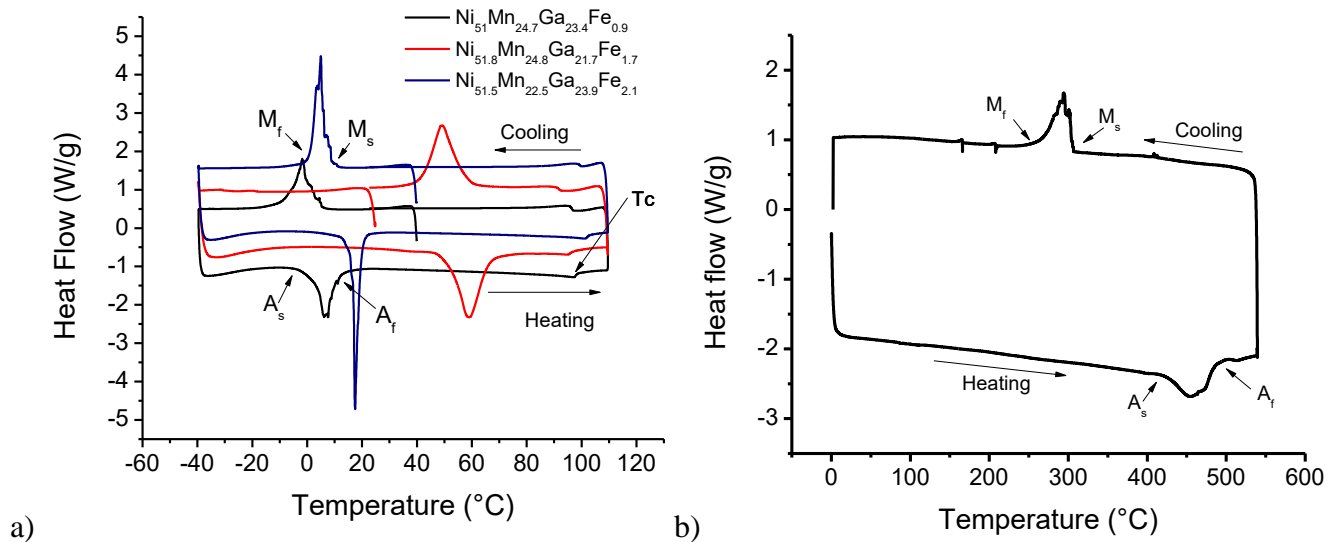 Ni51Mn24.7Ga23.4Fe0.9
Ni51.8Mn24.8Ga21.7Fe1.7
Ni51.5Mn22.5Ga23.9Fe2.1
Mf
Ms
Cooling
Tc
As
Af
Heating
5
4
3
2
1
0
-1
-2
-3
-4
-5
Heat Flow (W/g)
-60 -40 -20 0 20 40 60 80 100 120
Temperature (°C)
a)
Mf
Ms
Cooling
Heating
As
Af
2
1
0
-1
-2
-3
Heat flow (W/g)
0 100 200 300 400 500 600
Temperature (°C)
b)